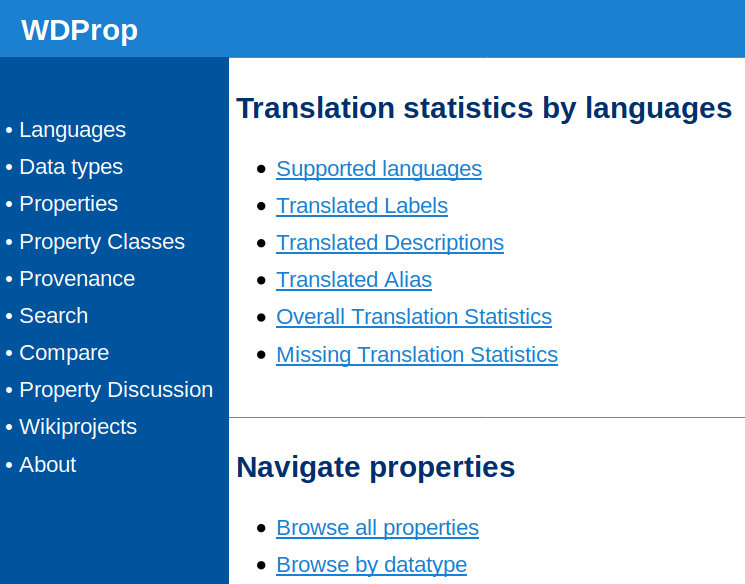 WDProp
• Languages
• Data types
• Properties
• Property Classes
• Provenance
• Search
• Compare
• Property Discussion
• Wikiprojects
• About
Translation statistics by languages
• Supported languages
• Translated Labels
• Translated Descriptions
• Translated Alias
• Overall Translation Statistics
• Missing Translation Statistics
Navigate properties
• Browse all properties
• Browse by datatype